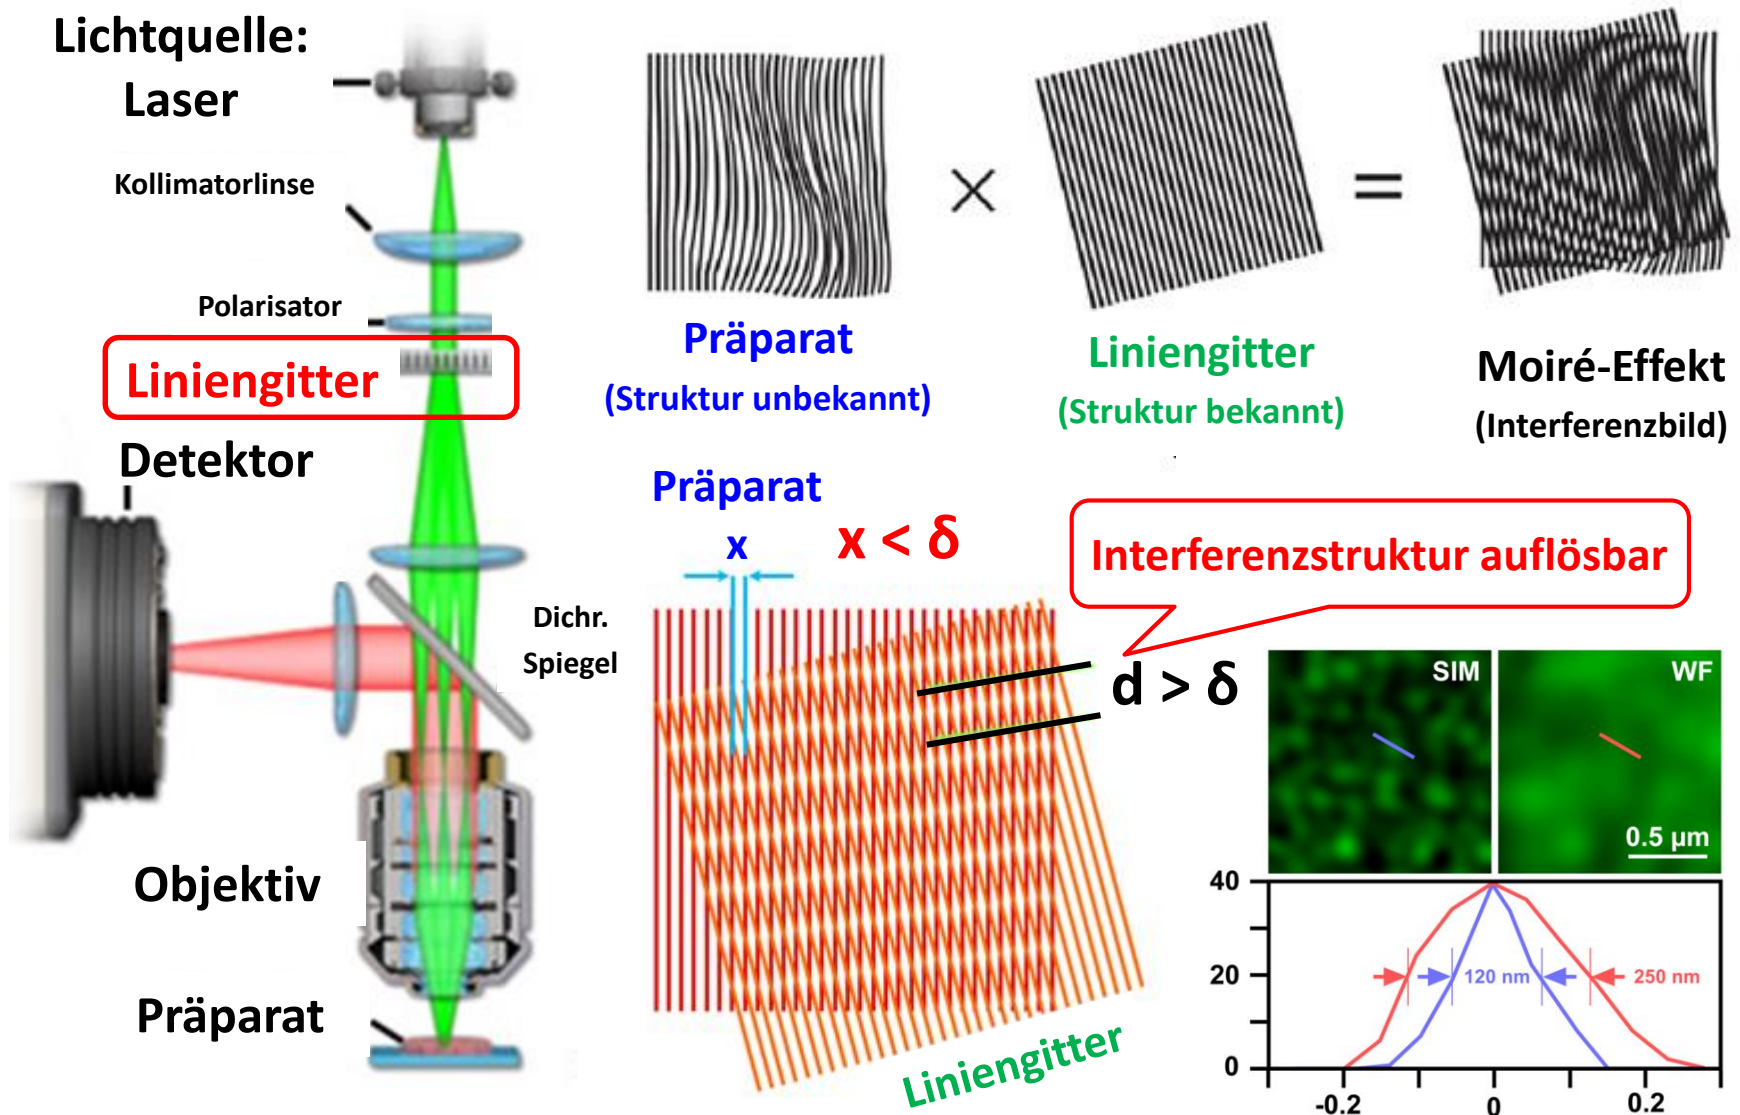 Lichtquelle:
Laser
Kollimatorlinse
Polarisator
Liniengitter
Detektor
Dichr.
Spiegel
Objektiv
Präparat
×
=
Präparat
(Struktur unbekannt)
Liniengitter
(Struktur bekannt)
Moiré-Effekt
(Interferenzbild)
Präparat
x
x < δ
Interferenzstruktur auflösbar
d > δ
Liniengitter
SIM
WF
0.5 µm
40
20
0
120 nm
250 nm
-0.2
0
0.2